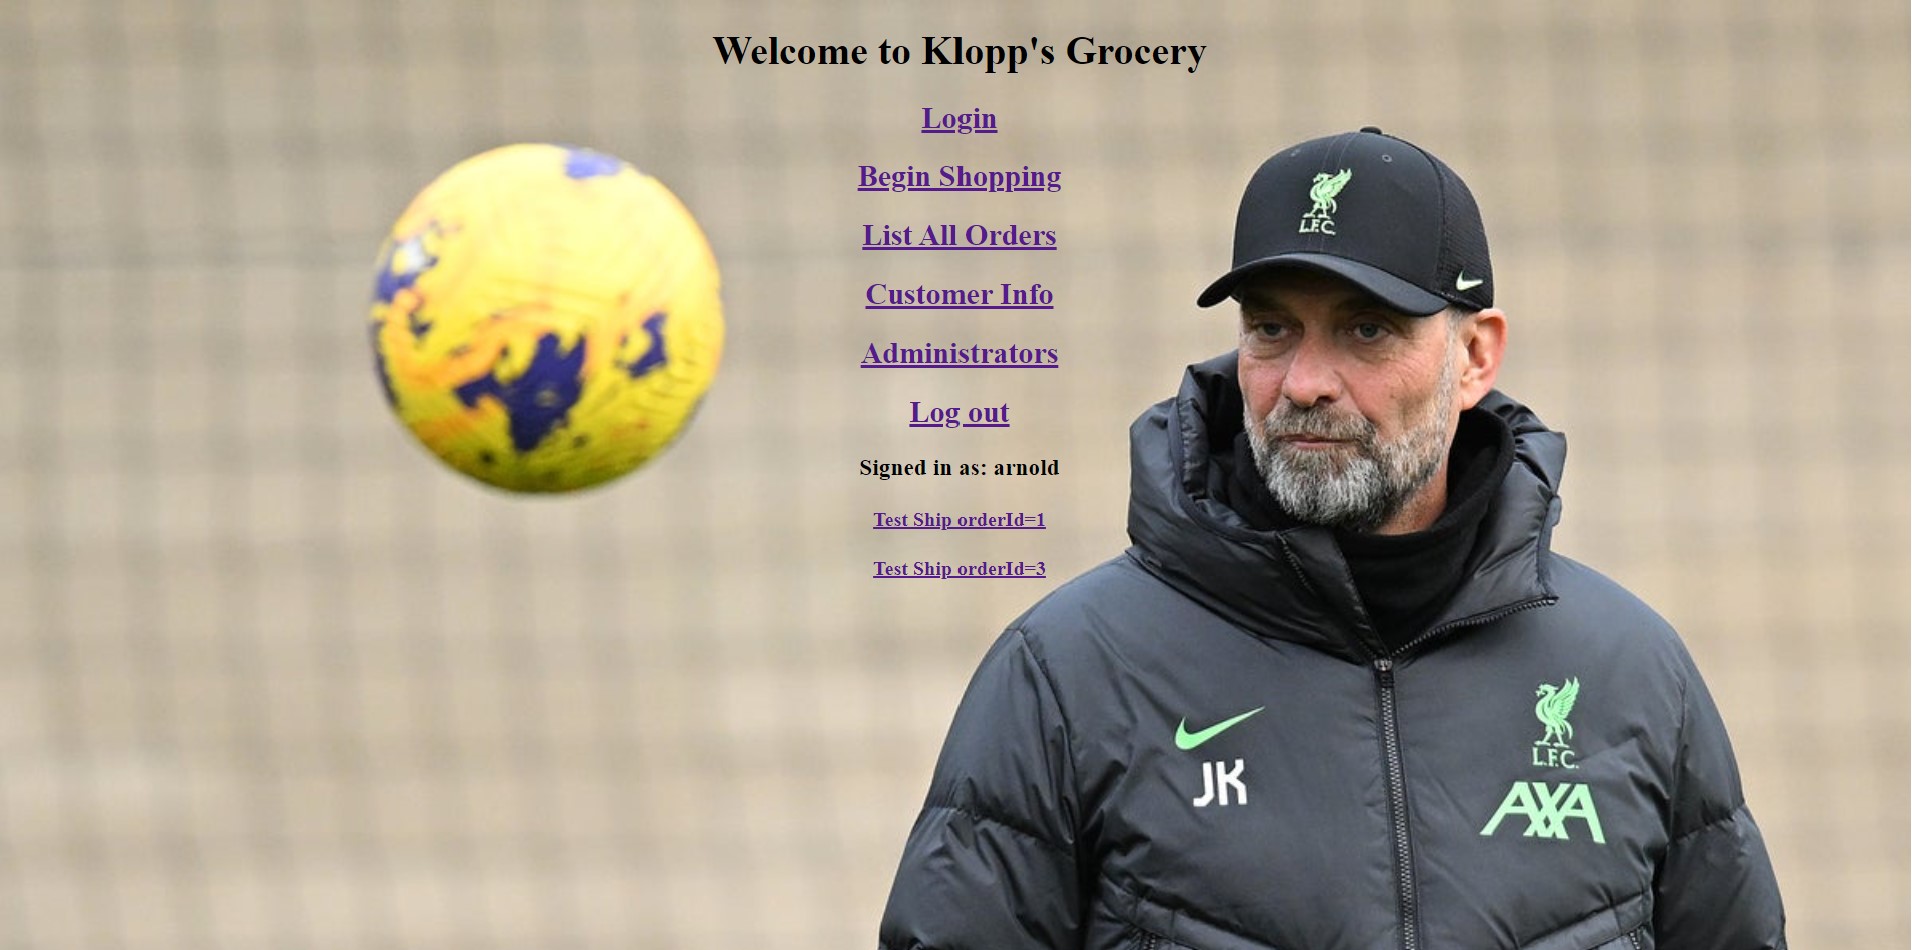 Welcome to Klopp's Grocery
Login
Begin Shopping
List All Orders
Customer Info
Administrators
Log out
Signed in as: arnold
Test Ship orderId=1
Test Ship orderId=3
L.F.C.
JK
L.F.C.
AXA